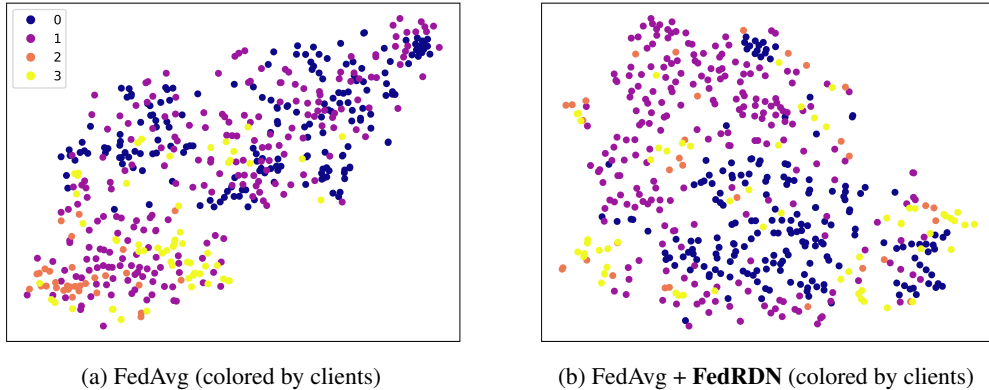 0
1
2
3
(a) FedAvg (colored by clients)
(b) FedAvg + FedRDN (colored by clients)